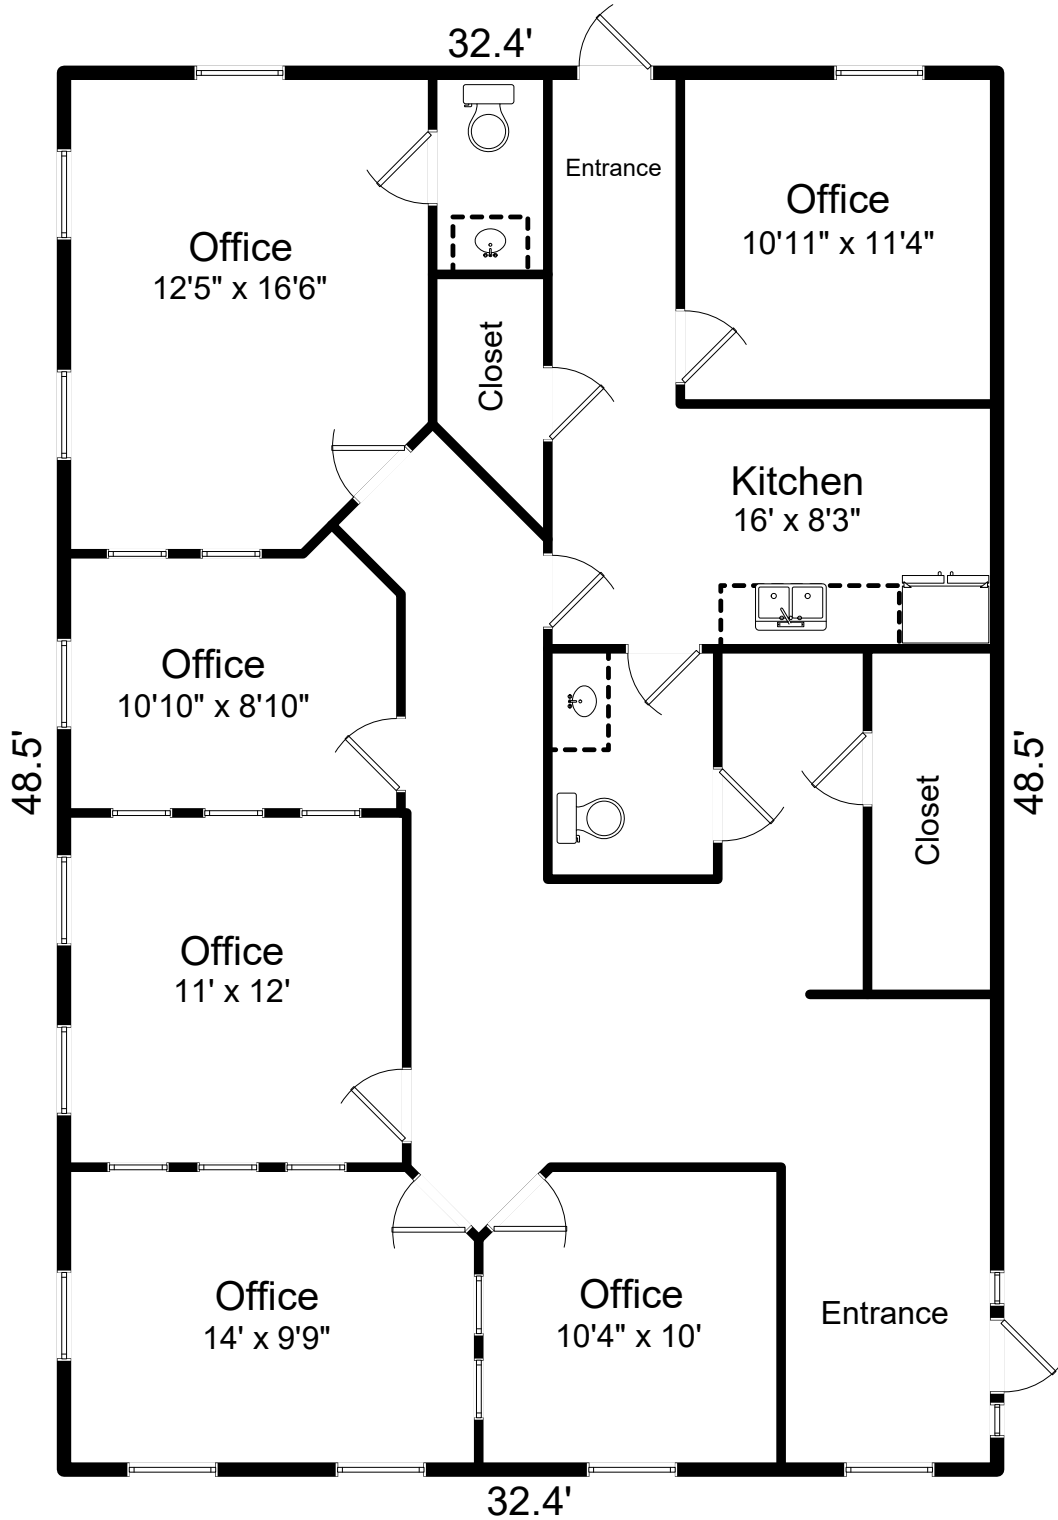 32.4'
Entrance
Office
10'11" x 11'4"
Office
12'5" x 16'6"
Closet
Kitchen
16' x 8'3"
Office
10'10" x 8'10"
48.5'
48.5'
Closet
Office
11' x 12'
Office
14' x 9'9"
Office
10'4" x 10'
Entrance
32.4'